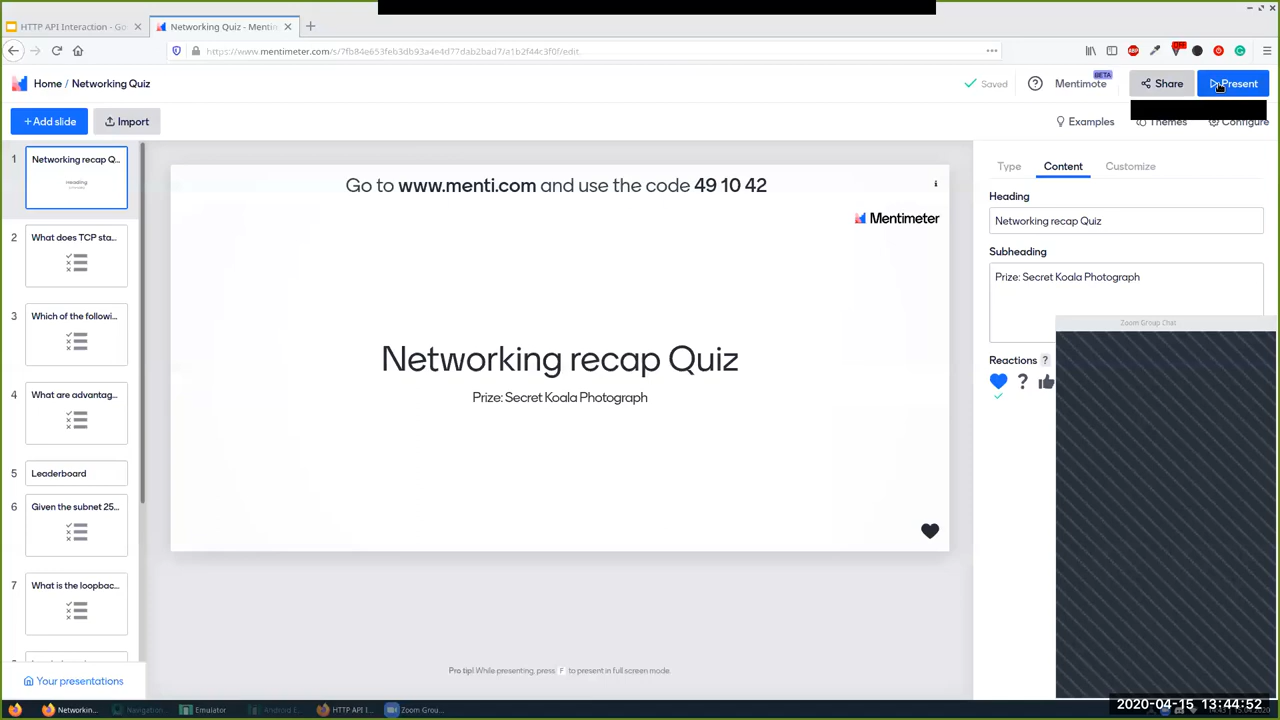 HTTP API Interaction - Go
Networking Quiz - Mentim
https://www.mentimeter.com/s/7fb84e653feb3db93a4e4d77dab2bad7/a1b2f44c3f0f/edit
Home / Networking Quiz
Saved
Mentimote
BETA
Share
Present
+ Add slide
Import
Examples
Themes
Configure
1
Networking recap Q...
Heading
2
What does TCP sta...
3
Which of the followi...
4
What are advantag...
5
Leaderboard
6
Given the subnet 25...
7
What is the loopbac...
Your presentations
Go to www.menti.com and use the code 49 10 42
i
Mentimeter
Networking recap Quiz
Prize: Secret Koala Photograph
Pro tip! While presenting, press F to present in full screen mode.
Type
Content
Customize
Heading
Networking recap Quiz
Subheading
Prize: Secret Koala Photograph
Reactions ?
Zoom Group Chat
Networkin...
Navigation
Emulator
Android E
HTTP API I...
Zoom Grou...
2020-04-15 13:44:52